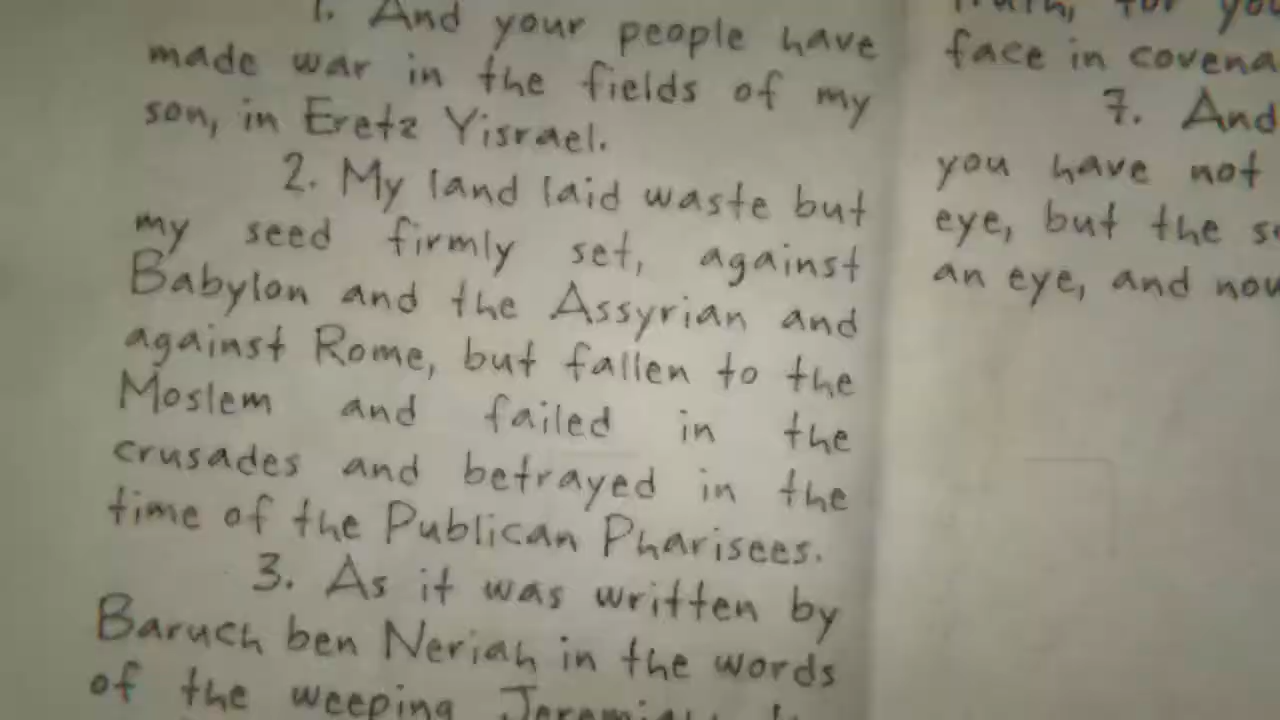 1. And your people have
made war in the fields of my
son, in Eretz Yisrael.
2. My land laid waste but
my seed firmly set, against
Babylon and the Assyrian and
against Rome, but fallen to the
Moslem and failed in the
crusades and betrayed in the
time of the Publican Pharisees.
3. As it was written by
Baruch ben Neriah in the words
of the weeping Jeremiah
for
face in covena
7. And
you have not
eye, but the s
an eye, and now